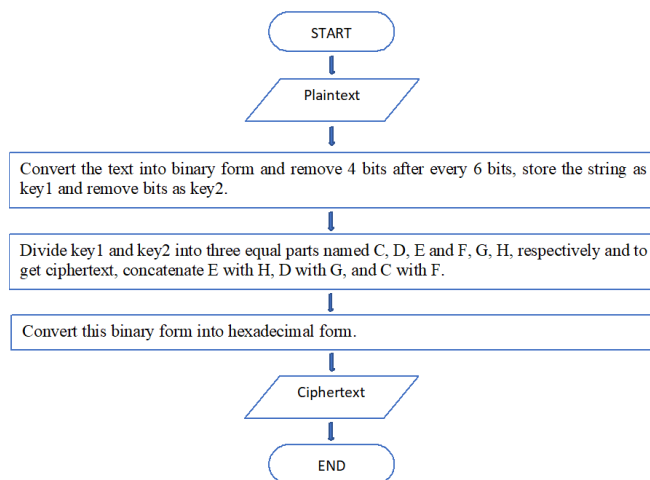 START
Plaintext
Convert the text into binary form and remove 4 bits after every 6 bits, store the string as
key1 and remove bits as key2.
Divide key1 and key2 into three equal parts named C, D, E and F, G, H, respectively and to
get ciphertext, concatenate E with H, D with G, and C with F.
Convert this binary form into hexadecimal form.
Ciphertext
END